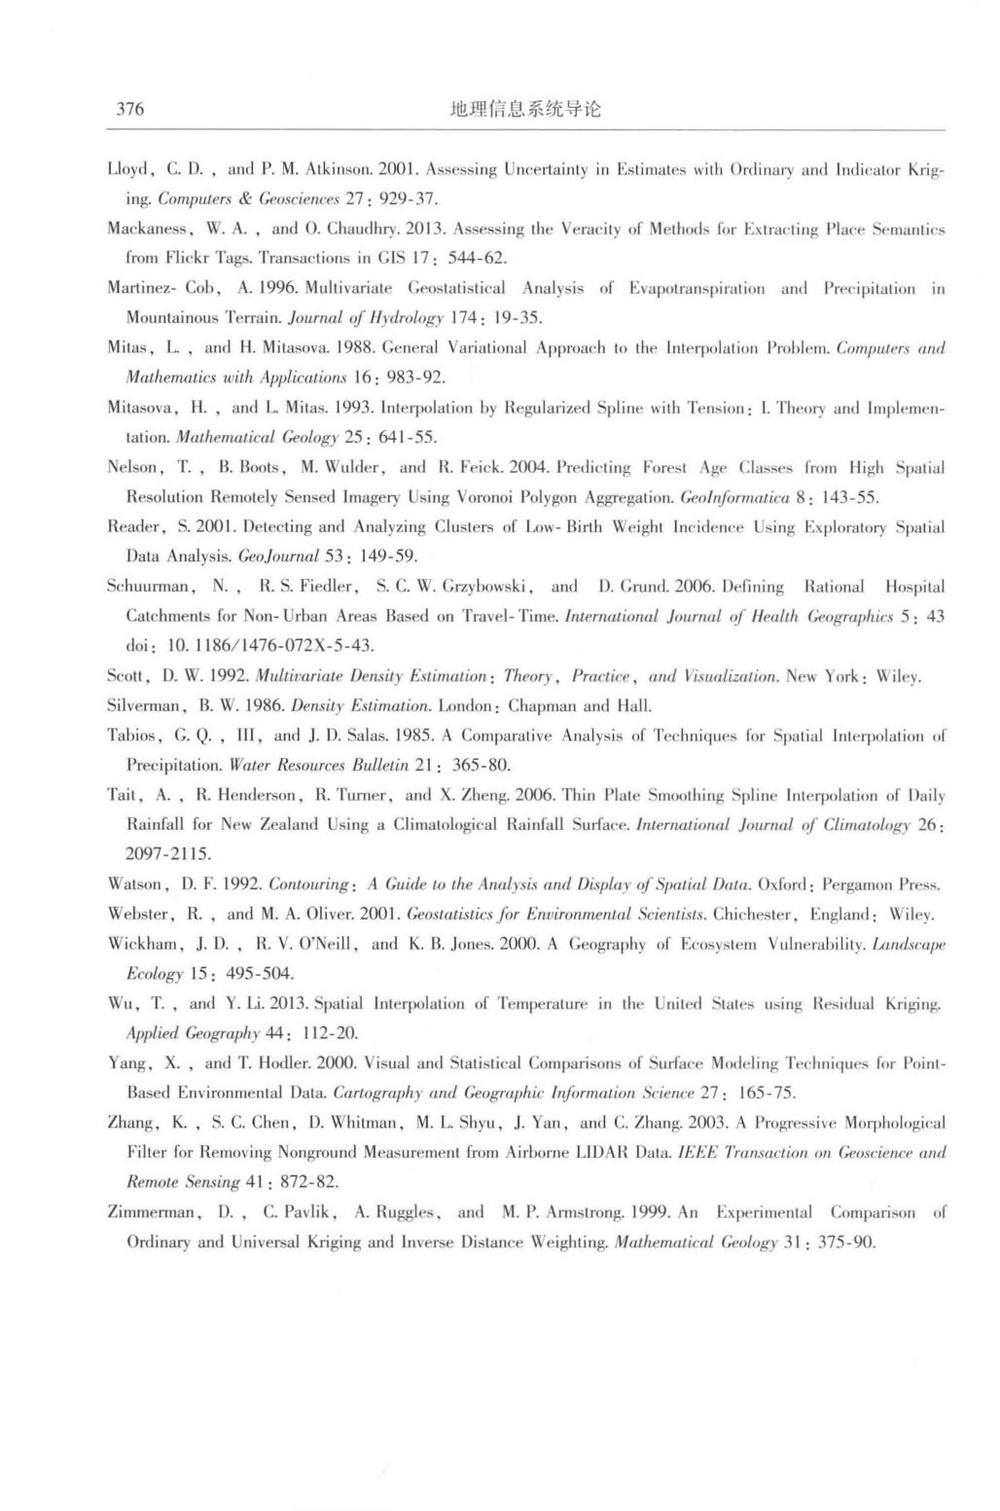 376
地理信息系统导论
Lloyd, C. D. , and P. M. Atkinson. 2001. Assessing Uncertainty in Estimates with Ordinary and Indicator Krig-
ing. Computers & Geosciences 27: 929-37.
Mackaness, W. A. , and O. Chaudhry. 2013. Assessing the Veracity of Methods for Extracting Place Semantics
from Flickr Tags. Transactions in GIS 17: 544-62.
Martinez- Cob, A. 1996. Multivariate Geostatistical Analysis of Evapotranspiration and Precipitation in
Mountainous Terrain. Journal of Hydrology 174: 19-35.
Mitas, L. , and H. Mitasova. 1988. General Variational Approach to the Interpolation Problem. Computers and
Mathematics with Applications 16: 983-92.
Mitasova, H. , and L. Mitas. 1993. Interpolation by Regularized Spline with Tension: I. Theory and Implemen-
tation. Mathematical Geology 25: 641-55.
Nelson, T. , B. Boots, M. Wulder, and R. Feick. 2004. Predicting Forest Age Classes from High Spatial
Resolution Remotely Sensed Imagery Using Voronoi Polygon Aggregation. GeoInformatica 8: 143-55.
Reader, S. 2001. Detecting and Analyzing Clusters of Low- Birth Weight Incidence Using Exploratory Spatial
Data Analysis. GeoJournal 53: 149-59.
Schuurman, N. , R. S. Fiedler, S. C. W. Grzybowski, and D. Grund. 2006. Defining Rational Hospital
Catchments for Non- Urban Areas Based on Travel- Time. International Journal of Health Geographics 5: 43
doi: 10. 1186/1476-072X-5-43.
Scott, D. W. 1992. Multivariate Density Estimation: Theory, Practice, and Visualization. New York: Wiley.
Silverman, B. W. 1986. Density Estimation. London: Chapman and Hall.
Tabios, G. Q. , III, and J. D. Salas. 1985. A Comparative Analysis of Techniques for Spatial Interpolation of
Precipitation. Water Resources Bulletin 21: 365-80.
Tait, A. , R. Henderson, R. Turner, and X. Zheng. 2006. Thin Plate Smoothing Spline Interpolation of Daily
Rainfall for New Zealand Using a Climatological Rainfall Surface. International Journal of Climatology 26:
2097-2115.
Watson, D. F. 1992. Contouring: A Guide to the Analysis and Display of Spatial Data. Oxford: Pergamon Press.
Webster, R. , and M. A. Oliver. 2001. Geostatistics for Environmental Scientists. Chichester, England: Wiley.
Wickham, J. D. , R. V. O'Neill, and K. B. Jones. 2000. A Geography of Ecosystem Vulnerability. Landscape
Ecology 15: 495-504.
Wu, T. , and Y. Li. 2013. Spatial Interpolation of Temperature in the United States using Residual Kriging.
Applied Geography 44: 112-20.
Yang, X. , and T. Hodler. 2000. Visual and Statistical Comparisons of Surface Modeling Techniques for Point-
Based Environmental Data. Cartography and Geographic Information Science 27: 165-75.
Zhang, K. , S. C. Chen, D. Whitman, M. L. Shyu, J. Yan, and C. Zhang. 2003. A Progressive Morphological
Filter for Removing Nonground Measurement from Airborne LIDAR Data. IEEE Transaction on Geoscience and
Remote Sensing 41: 872-82.
Zimmerman, D. , C. Pavlik, A. Ruggles, and M. P. Armstrong. 1999. An Experimental Comparison of
Ordinary and Universal Kriging and Inverse Distance Weighting. Mathematical Geology 31: 375-90.